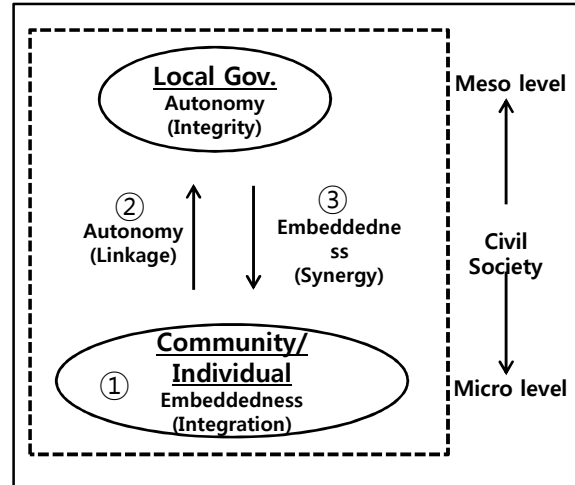 Local Gov.
Autonomy
(Integrity)
Meso level
②
Autonomy
(Linkage)
③
Embeddedne
ss
(Synergy)
Civil
Society
①
Community/
Individual
Embeddedness
(Integration)
Micro level